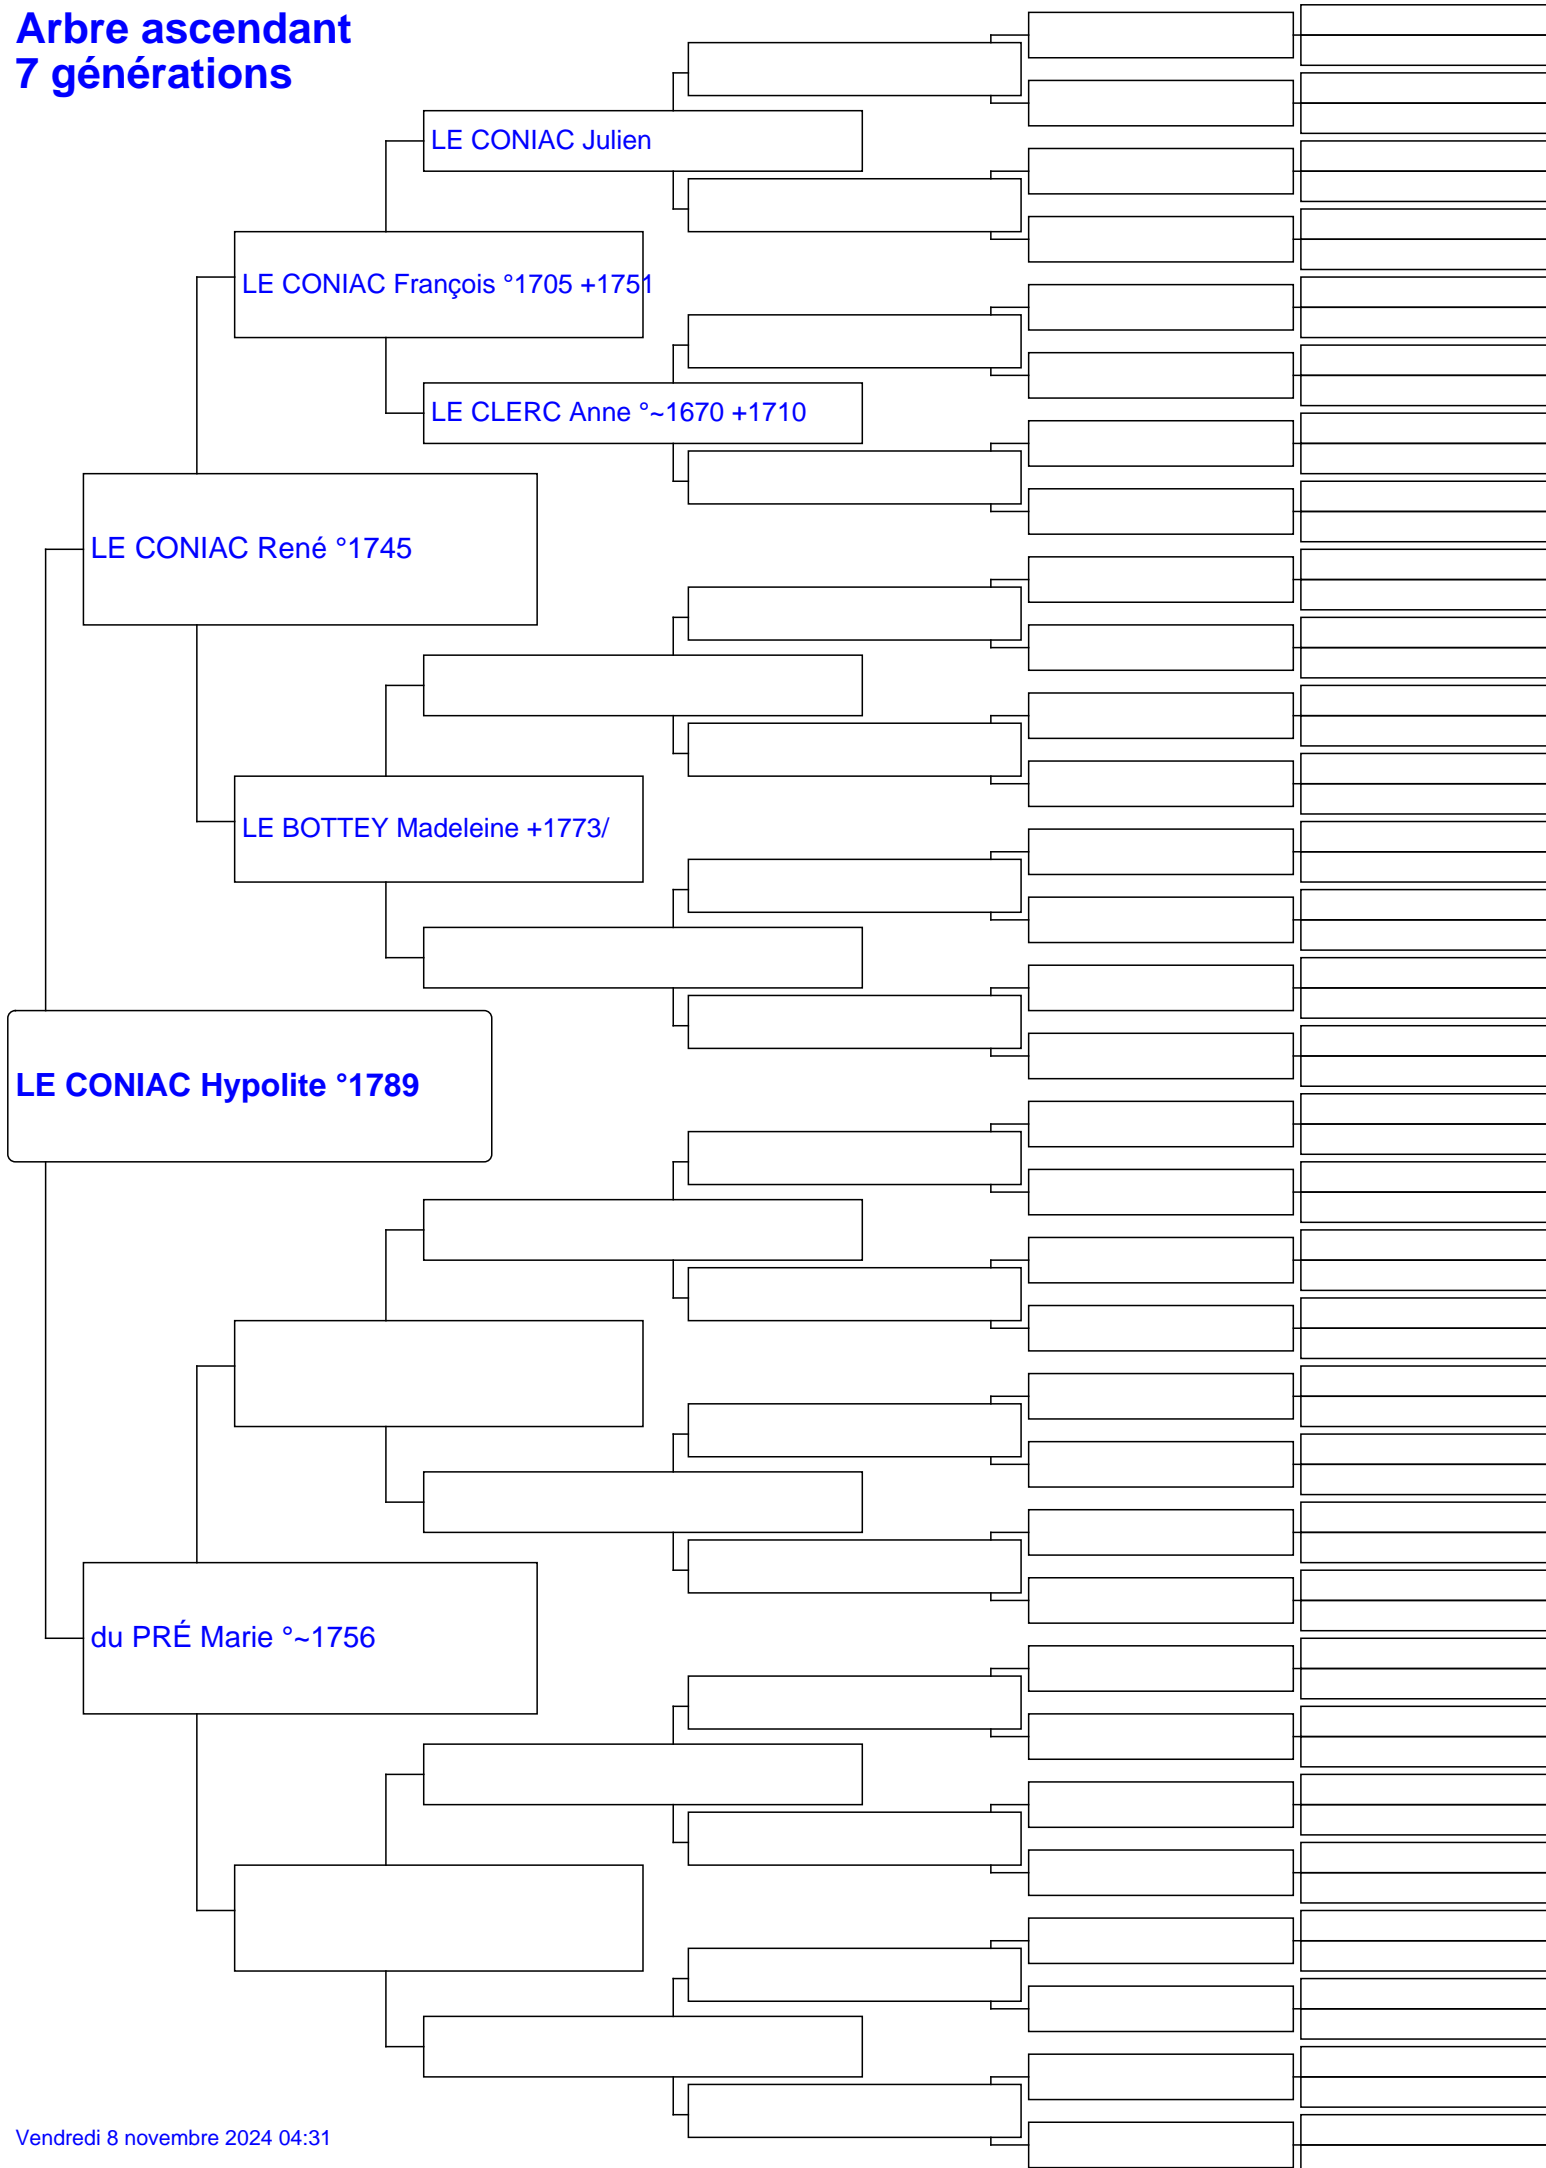 Arbre ascendant
7 générations
LE CONIAC Julien
LE CONIAC François °1705 +1751
LE CLERC Anne °~1670 +1710
LE CONIAC René °1745
LE BOTTEY Madeleine +1773/
LE CONIAC Hypolite °1789
du PRÉ Marie °~1756
Vendredi 8 novembre 2024 04:31